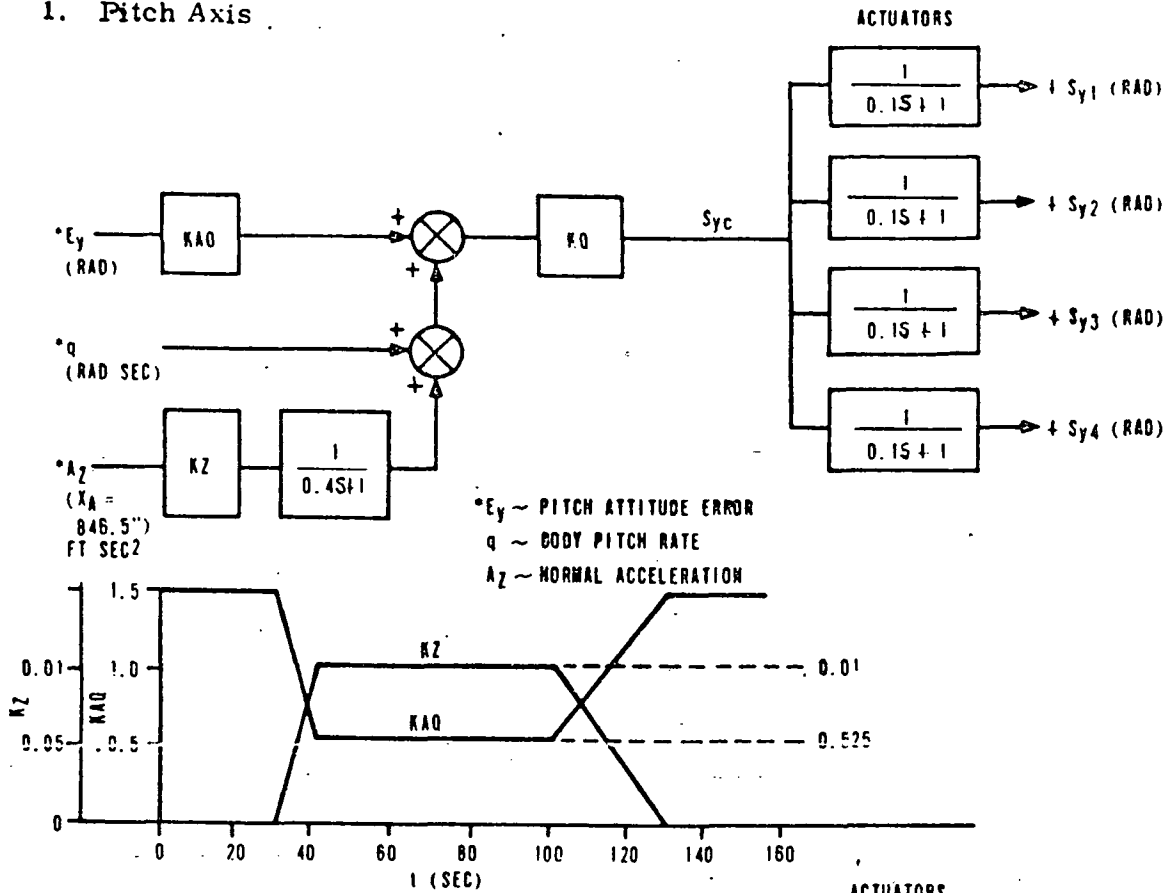 1. Pitch Axis
ACTUATORS
1
0.1S + 1
+ Sy1 (RAD)
1
0.1S + 1
+ Sy2 (RAD)
1
0.1S + 1
+ Sy3 (RAD)
1
0.1S + 1
+ Sy4 (RAD)
*Ey
(RAD)
KAQ
+
+
KQ
Syc
*q
(RAD SEC)
+
+
*AZ
(XA =
846.5")
FT SEC2
KZ
1
0.4S+1
*Ey ~ PITCH ATTITUDE ERROR
q ~ BODY PITCH RATE
AZ ~ NORMAL ACCELERATION
KZ
0.01
0.05
0
KAQ
1.5
1.0
0.5
KZ
KAQ
0.01
0.525
0 20 40 60 80 100 120 140 160
t (SEC)
ACTUATORS